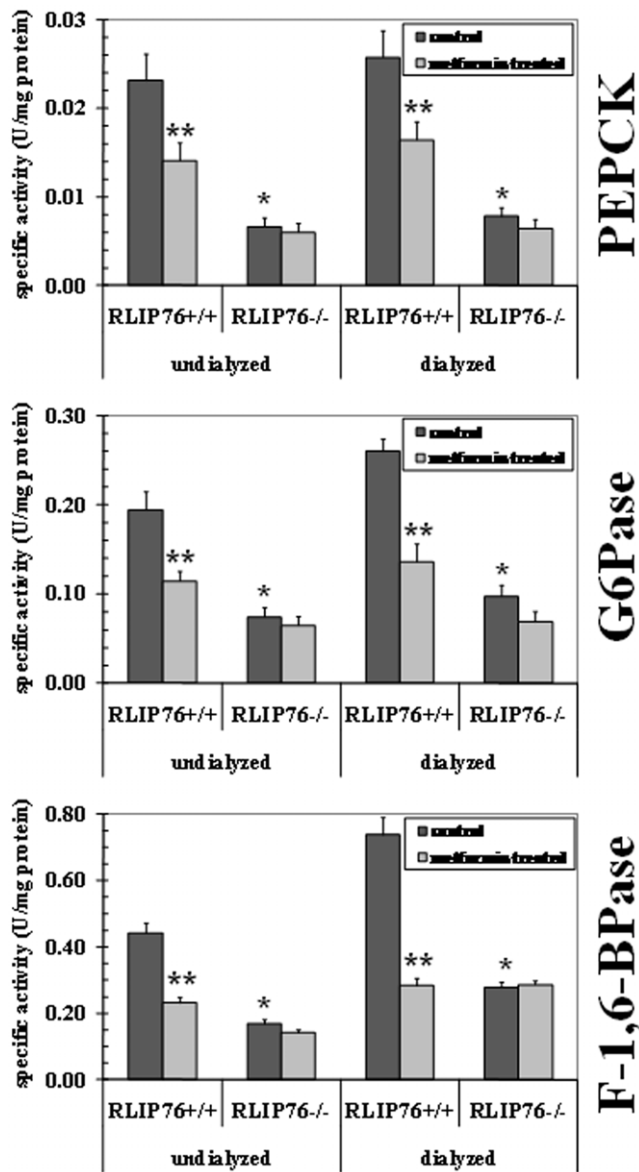 control
metformin-treated
specific activity (U/mg protein)
0.03
0.02
0.01
0.00
RLIP76+/+ RLIP76-/- RLIP76+/+ RLIP76-/-
undialyzed dialyzed
** * ** *
PEPCK
control
metformin-treated
specific activity (U/mg protein)
0.30
0.20
0.10
0.00
RLIP76+/+ RLIP76-/- RLIP76+/+ RLIP76-/-
undialyzed dialyzed
** * ** *
G6Pase
control
metformin-treated
specific activity (U/mg protein)
0.80
0.60
0.40
0.20
0.00
RLIP76+/+ RLIP76-/- RLIP76+/+ RLIP76-/-
undialyzed dialyzed
** * ** *
F-1,6-BPase